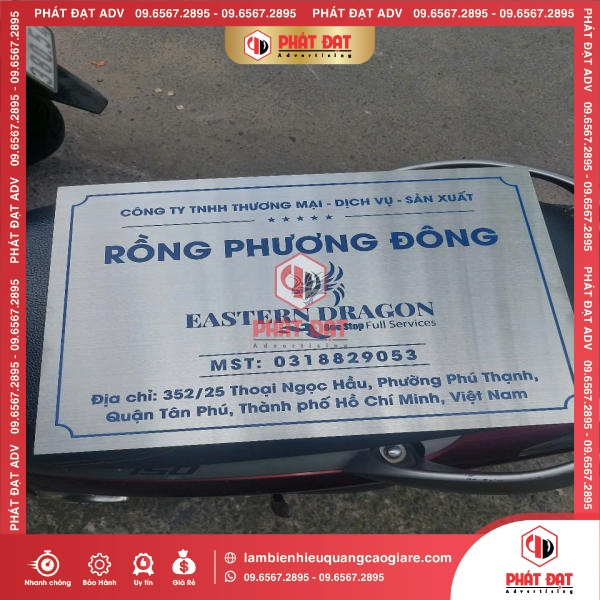 PHÁT ĐẠT ADV 09.6567.2895 - 09.6567.2895
PHÁT ĐẠT
Advertising
PHÁT ĐẠT ADV 09.6567.2895 - 09.6567.2895
PHÁT ĐẠT ADV 09.6567.2895 - 09.6567.2895
PHÁT ĐẠT ADV 09.6567.2895 - 09.6567.2895
CÔNG TY TNHH THƯƠNG MẠI - DỊCH VỤ - SẢN XUẤT
RỒNG PHƯƠNG ĐÔNG
EASTERN DRAGON
One Stop Full Services
PHÁT ĐẠT
Advertising
MST: 0318829053
Địa chỉ: 352/25 Thoại Ngọc Hầu, Phường Phú Thạnh,
Quận Tân Phú, Thành phố Hồ Chí Minh, Việt Nam
150
Nhanh chóng
Bảo Hành
Uy tín
Giá Rẻ
lambienhieuquangcaogiare.com
09.6567.2895 - 09.6567.2895
PHÁT ĐẠT
Advertising